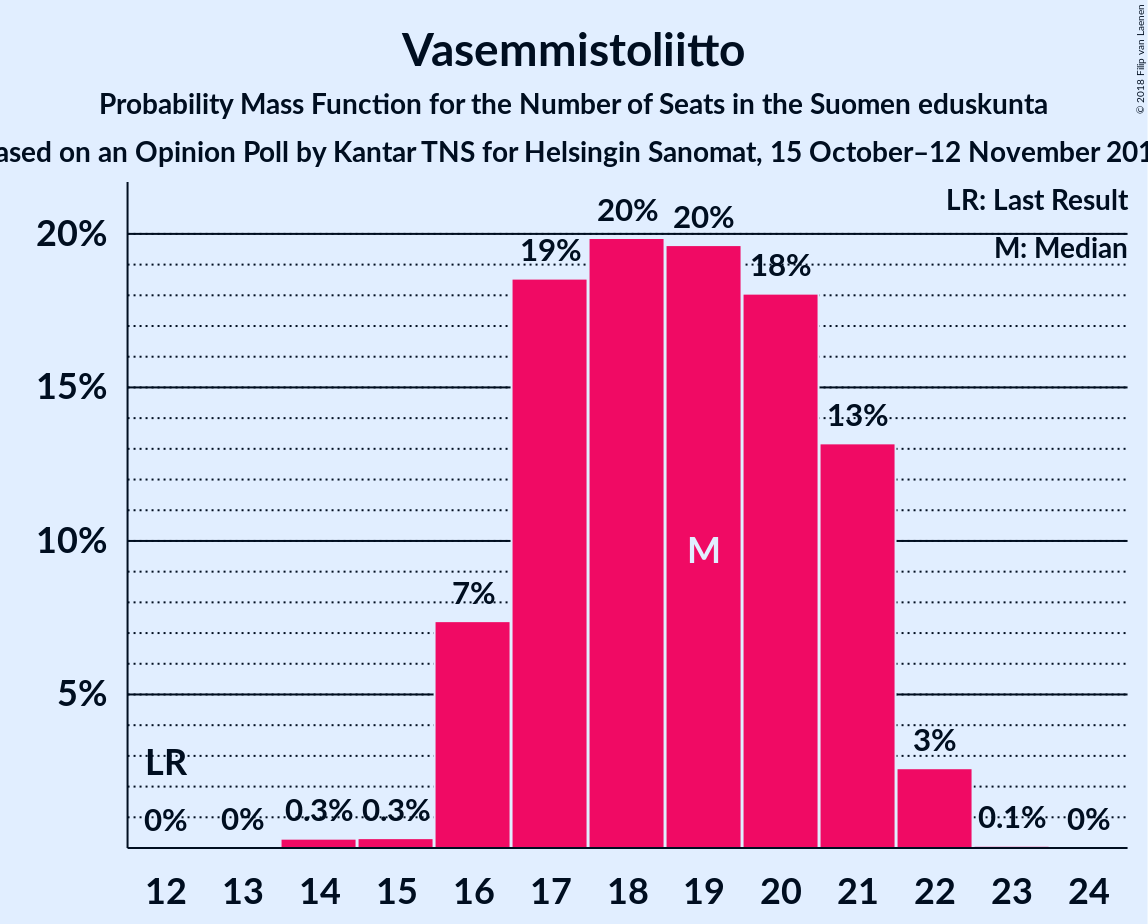 Vasemmistoliitto
Probability Mass Function for the Number of Seats in the Suomen eduskunta
on an Opinion Poll by Kantar TNS for Helsingin Sanomat, 15 October–12 November
© 2018 Filip van Laenen
LR: Last Result
M: Median
20%
15%
10%
5%
LR
0%
0%
0.3%
0.3%
7%
19%
20%
20%
M
18%
13%
3%
0.1%
0%
12 13 14 15 16 17 18 19 20 21 22 23 24